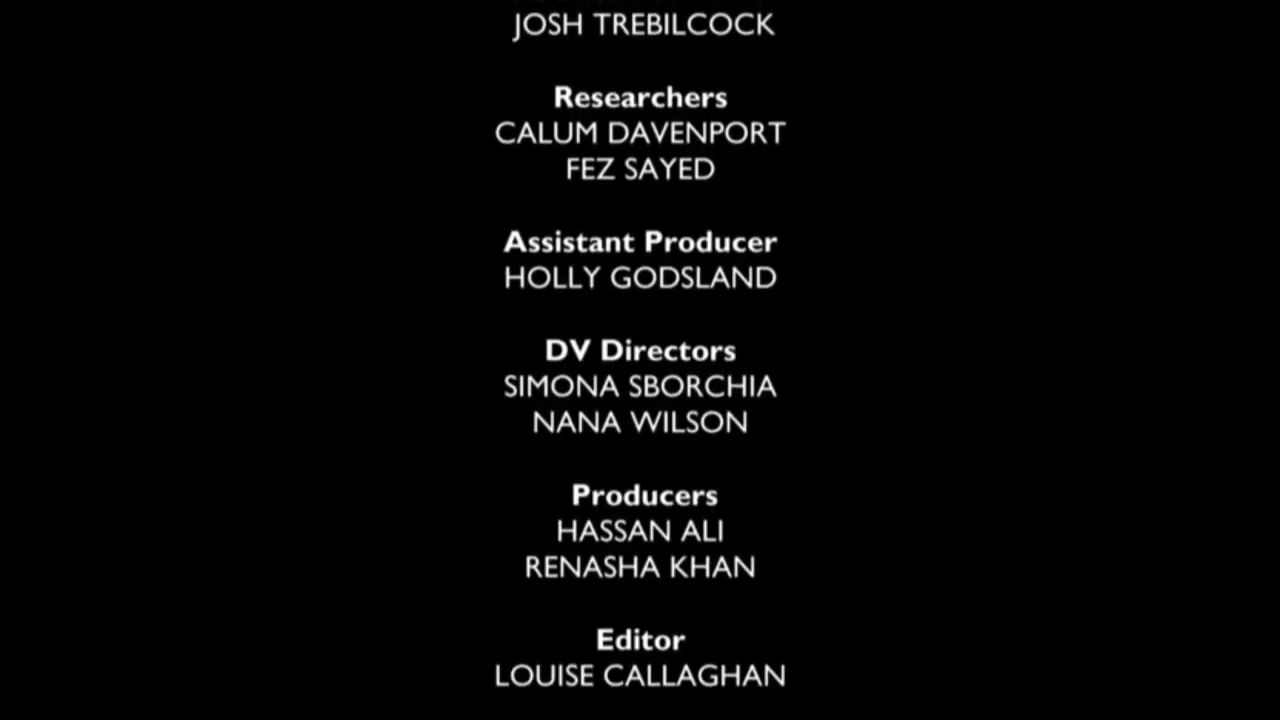 JOSH TREBILCOCK
Researchers
CALUM DAVENPORT
FEZ SAYED
Assistant Producer
HOLLY GODSLAND
DV Directors
SIMONA SBORCHIA
NANA WILSON
Producers
HASSAN ALI
RENASHA KHAN
Editor
LOUISE CALLAGHAN